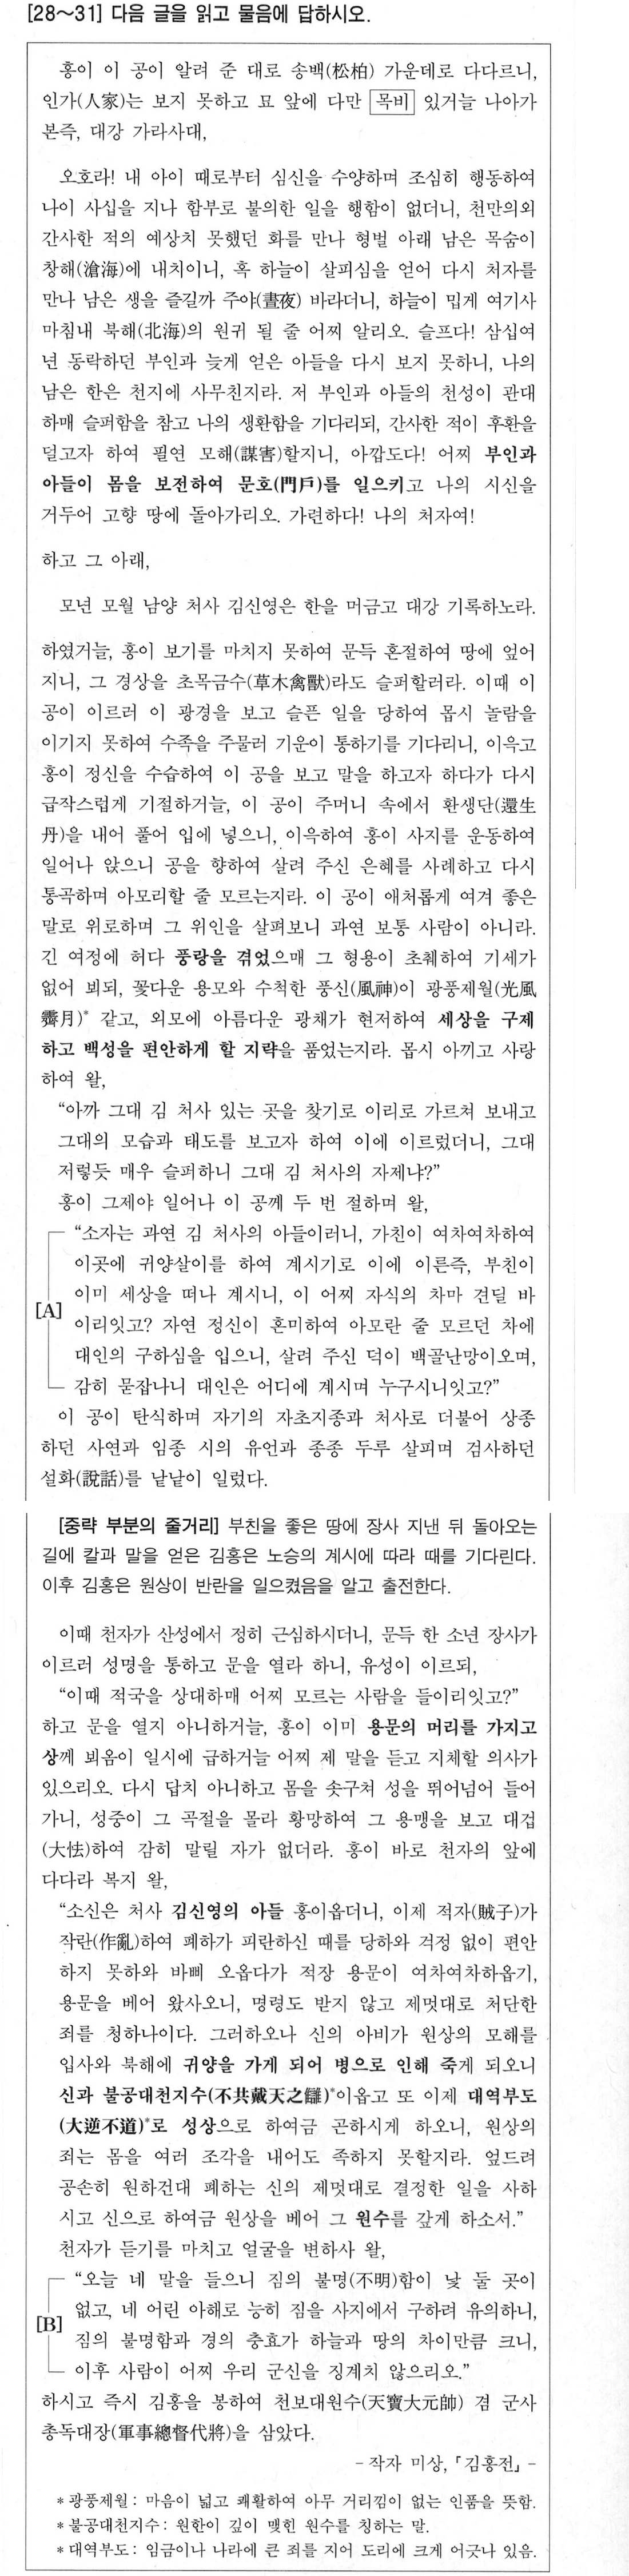 [28~31] 다음 글을 읽고 물음에 답하시오.
홍이 이 공이 알려 준 대로 송백(松柏) 가운데로 다다르니,
인가(人家)는 보지 못하고 묘 앞에 다만 목비 있거늘 나아가
본즉, 대강 가라사대,
오호라! 내 아이 때로부터 심신을 수양하며 조심히 행동하여
나이 사십을 지나 함부로 불의한 일을 행함이 없더니, 천만의외
간사한 적의 예상치 못했던 화를 만나 형벌 아래 남은 목숨이
창해(滄海)에 내치이니, 혹 하늘이 살피심을 얻어 다시 처자를
만나 남은 생을 즐길까 주야(晝夜) 바라더니, 하늘이 밉게 여기사
마침내 북해(北海)의 원귀 될 줄 어찌 알리오. 슬프다! 삼십여
년 동락하던 부인과 늦게 얻은 아들을 다시 보지 못하니, 나의
남은 한은 천지에 사무친지라. 저 부인과 아들의 천성이 관대
하매 슬퍼함을 참고 나의 생환함을 기다리되, 간사한 적이 후환을
덜고자 하여 필연 모해(謀害)할지니, 아깝도다! 어찌 부인과
아들이 몸을 보전하여 문호(門戶)를 일으키고 나의 시신을
거두어 고향 땅에 돌아가리오. 가련하다! 나의 처자여!
하고 그 아래,
모년 모월 남양 처사 김신영은 한을 머금고 대강 기록하노라.
하였거늘, 홍이 보기를 마치지 못하여 문득 혼절하여 땅에 엎어
지니, 그 경상을 초목금수(草木禽獸)라도 슬퍼할러라. 이때 이
공이 이르러 이 광경을 보고 슬픈 일을 당하여 몹시 놀람을
이기지 못하여 수족을 주물러 기운이 통하기를 기다리니, 이윽고
홍이 정신을 수습하여 이 공을 보고 말을 하고자 하다가 다시
급작스럽게 기절하거늘, 이 공이 주머니 속에서 환생단(還生
丹)을 내어 풀어 입에 넣으니, 이윽하여 홍이 사지를 운동하여
일어나 앉으니 공을 향하여 살려 주신 은혜를 사례하고 다시
통곡하며 아모리할 줄 모르는지라. 이 공이 애처롭게 여겨 좋은
말로 위로하며 그 위인을 살펴보니 과연 보통 사람이 아니라.
긴 여정에 허다 풍랑을 겪었으매 그 형용이 초췌하여 기세가
없어 뵈되, 꽃다운 용모와 수척한 풍신(風神)이 광풍제월(光風
霽月)* 같고, 외모에 아름다운 광채가 현저하여 세상을 구제
하고 백성을 편안하게 할 지략을 품었는지라. 몹시 아끼고 사랑
하여 왈,
“아까 그대 김 처사 있는 곳을 찾기로 이리로 가르쳐 보내고
그대의 모습과 태도를 보고자 하여 이에 이르렀더니, 그대
저렇듯 매우 슬퍼하니 그대 김 처사의 자제냐?”
홍이 그제야 일어나 이 공께 두 번 절하며 왈,
“소자는 과연 김 처사의 아들이러니, 가친이 여차여차하여
이곳에 귀양살이를 하여 계시기로 이에 이른즉, 부친이
이미 세상을 떠나 계시니, 이 어찌 자식의 차마 견딜 바
[A] 이리잇고? 자연 정신이 혼미하여 아모란 줄 모르던 차에
대인의 구하심을 입으니, 살려 주신 덕이 백골난망이오며,
감히 묻잡나니 대인은 어디에 계시며 누구시니잇고?”
이 공이 탄식하며 자기의 자초지종과 처사로 더불어 상종
하던 사연과 임종 시의 유언과 종종 두루 살피며 검사하던
설화(說話)를 낱낱이 일렀다.
[중략 부분의 줄거리] 부친을 좋은 땅에 장사 지낸 뒤 돌아오는
길에 칼과 말을 얻은 김홍은 노승의 계시에 따라 때를 기다린다.
이후 김홍은 원상이 반란을 일으켰음을 알고 출전한다.
이때 천자가 산성에서 정히 근심하시더니, 문득 한 소년 장사가
이르러 성명을 통하고 문을 열라 하니, 유성이 이르되,
“이때 적국을 상대하매 어찌 모르는 사람을 들이리잇고?”
하고 문을 열지 아니하거늘, 홍이 이미 용문의 머리를 가지고
상께 뵈옴이 일시에 급하거늘 어찌 제 말을 듣고 지체할 의사가
있으리오. 다시 답치 아니하고 몸을 솟구쳐 성을 뛰어넘어 들어
가니, 성중이 그 곡절을 몰라 황망하여 그 용맹을 보고 대겁
(大怯)하여 감히 말릴 자가 없더라. 홍이 바로 천자의 앞에
다다라 복지 왈,
“소신은 처사 김신영의 아들 홍이옵더니, 이제 적자(賊子)가
작란(作亂)하여 폐하가 피란하신 때를 당하와 걱정 없이 편안
하지 못하와 바삐 오옵다가 적장 용문이 여차여차하옵기,
용문을 베어 왔사오니, 명령도 받지 않고 제멋대로 처단한
죄를 청하나이다. 그러하오나 신의 아비가 원상의 모해를
입사와 북해에 귀양을 가게 되어 병으로 인해 죽게 되오니
신과 불공대천지수(不共戴天之讎)*이옵고 또 이제 대역부도
(大逆不道)*로 성상으로 하여금 곤하시게 하오니, 원상의
죄는 몸을 여러 조각을 내어도 족하지 못할지라. 엎드려
공손히 원하건대 폐하는 신의 제멋대로 결정한 일을 사하
시고 신으로 하여금 원상을 베어 그 원수를 갚게 하소서.”
천자가 듣기를 마치고 얼굴을 변하사 왈,
“오늘 네 말을 들으니 짐의 불명(不明)함이 낯 둘 곳이
없고, 네 어린 아해로 능히 짐을 사지에서 구하려 유의하니,
[B] 짐의 불명함과 경의 충효가 하늘과 땅의 차이만큼 크니,
이후 사람이 어찌 우리 군신을 징계치 않으리오.”
하시고 즉시 김홍을 봉하여 천보대원수(天寶大元帥) 겸 군사
총독대장(軍事總督代將)을 삼았다.
- 작자 미상, 「김홍전」 -
* 광풍제월 : 마음이 넓고 쾌활하여 아무 거리낌이 없는 인품을 뜻함.
* 불공대천지수 : 원한이 깊이 맺힌 원수를 칭하는 말.
* 대역부도 : 임금이나 나라에 큰 죄를 지어 도리에 크게 어긋나 있음.